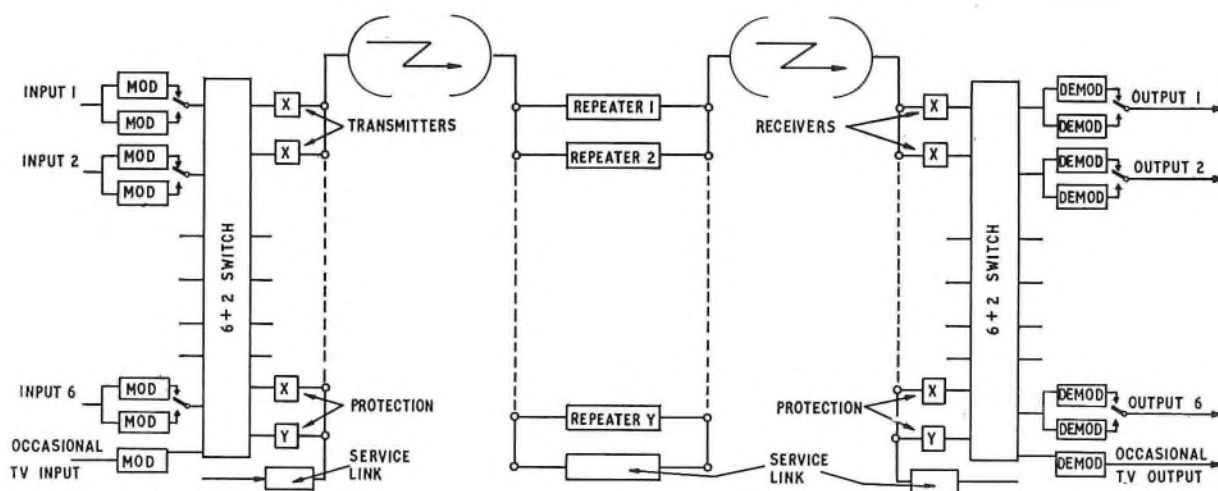 INPUT 1
MOD
MOD
INPUT 2
MOD
MOD
INPUT 6
MOD
MOD
OCCASIONAL
TV INPUT
MOD
6+2 SWITCH
X
X
TRANSMITTERS
X
Y
PROTECTION
SERVICE
LINK
REPEATER 1
REPEATER 2
REPEATER Y
SERVICE
LINK
RECEIVERS
X
X
PROTECTION
X
Y
6+2 SWITCH
DEMOD
DEMOD
OUTPUT 1
DEMOD
DEMOD
OUTPUT 2
DEMOD
DEMOD
OUTPUT 6
DEMOD
OCCASIONAL
T.V OUTPUT